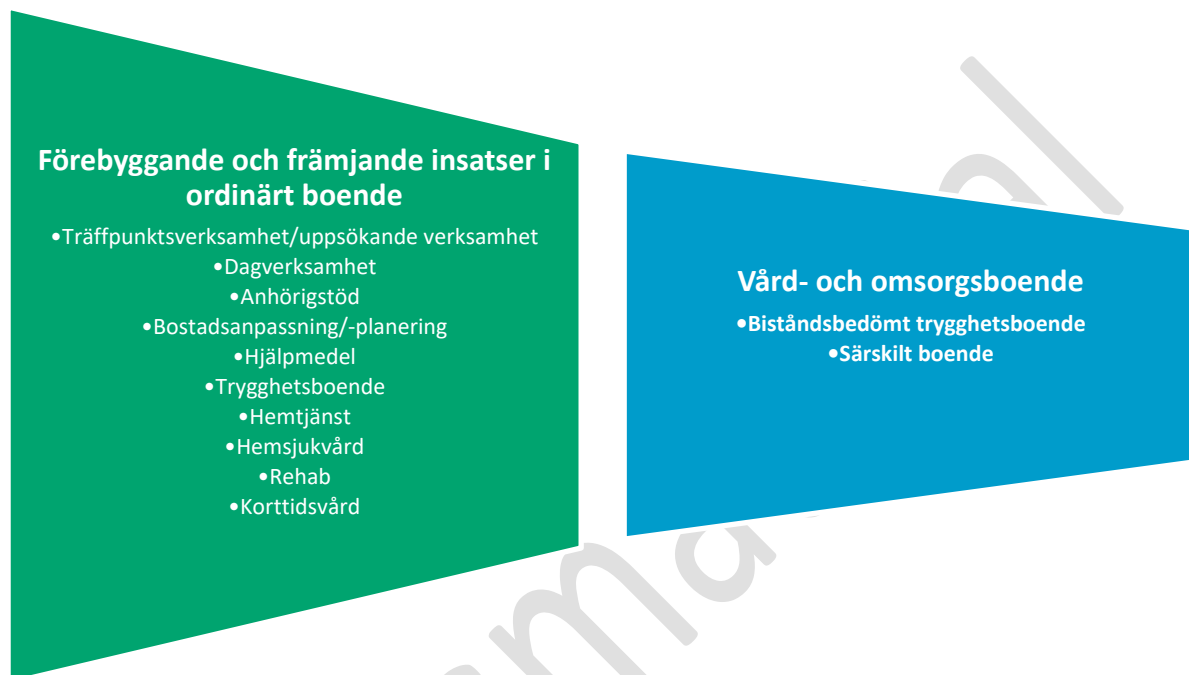 Förebyggande och främjande insatser i
ordinärt boende
•Träffpunktsverksamhet/uppsökande verksamhet
•Dagverksamhet
•Anhörigstöd
•Bostadsanpassning/-planering
•Hjälpmedel
•Trygghetsboende
•Hemtjänst
•Hemsjukvård
•Rehab
•Korttidsvård
Vård- och omsorgsboende
•Biståndsbedömt trygghetsboende
•Särskilt boende